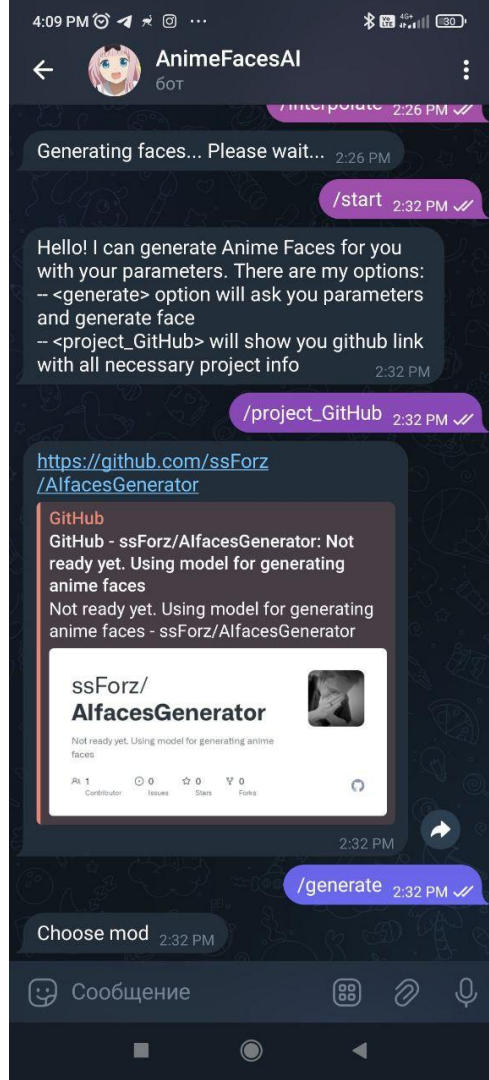 4:09 PM
VoLTE 4G+ 30
AnimeFacesAI
бот
/interpolate 2:26 PM
Generating faces... Please wait... 2:26 PM
/start 2:32 PM
Hello! I can generate Anime Faces for you
with your parameters. There are my options:
-- <generate> option will ask you parameters
and generate face
-- <project_GitHub> will show you github link
with all necessary project info 2:32 PM
/project_GitHub 2:32 PM
https://github.com/ssForz
/AIfacesGenerator
GitHub
GitHub - ssForz/AIfacesGenerator: Not
ready yet. Using model for generating
anime faces
Not ready yet. Using model for generating
anime faces - ssForz/AIfacesGenerator
ssForz/
AIfacesGenerator
Not ready yet. Using model for generating anime
faces
1 0 0 0
Contributor Issues Stars Forks
2:32 PM
/generate 2:32 PM
Choose mod 2:32 PM
Сообщение